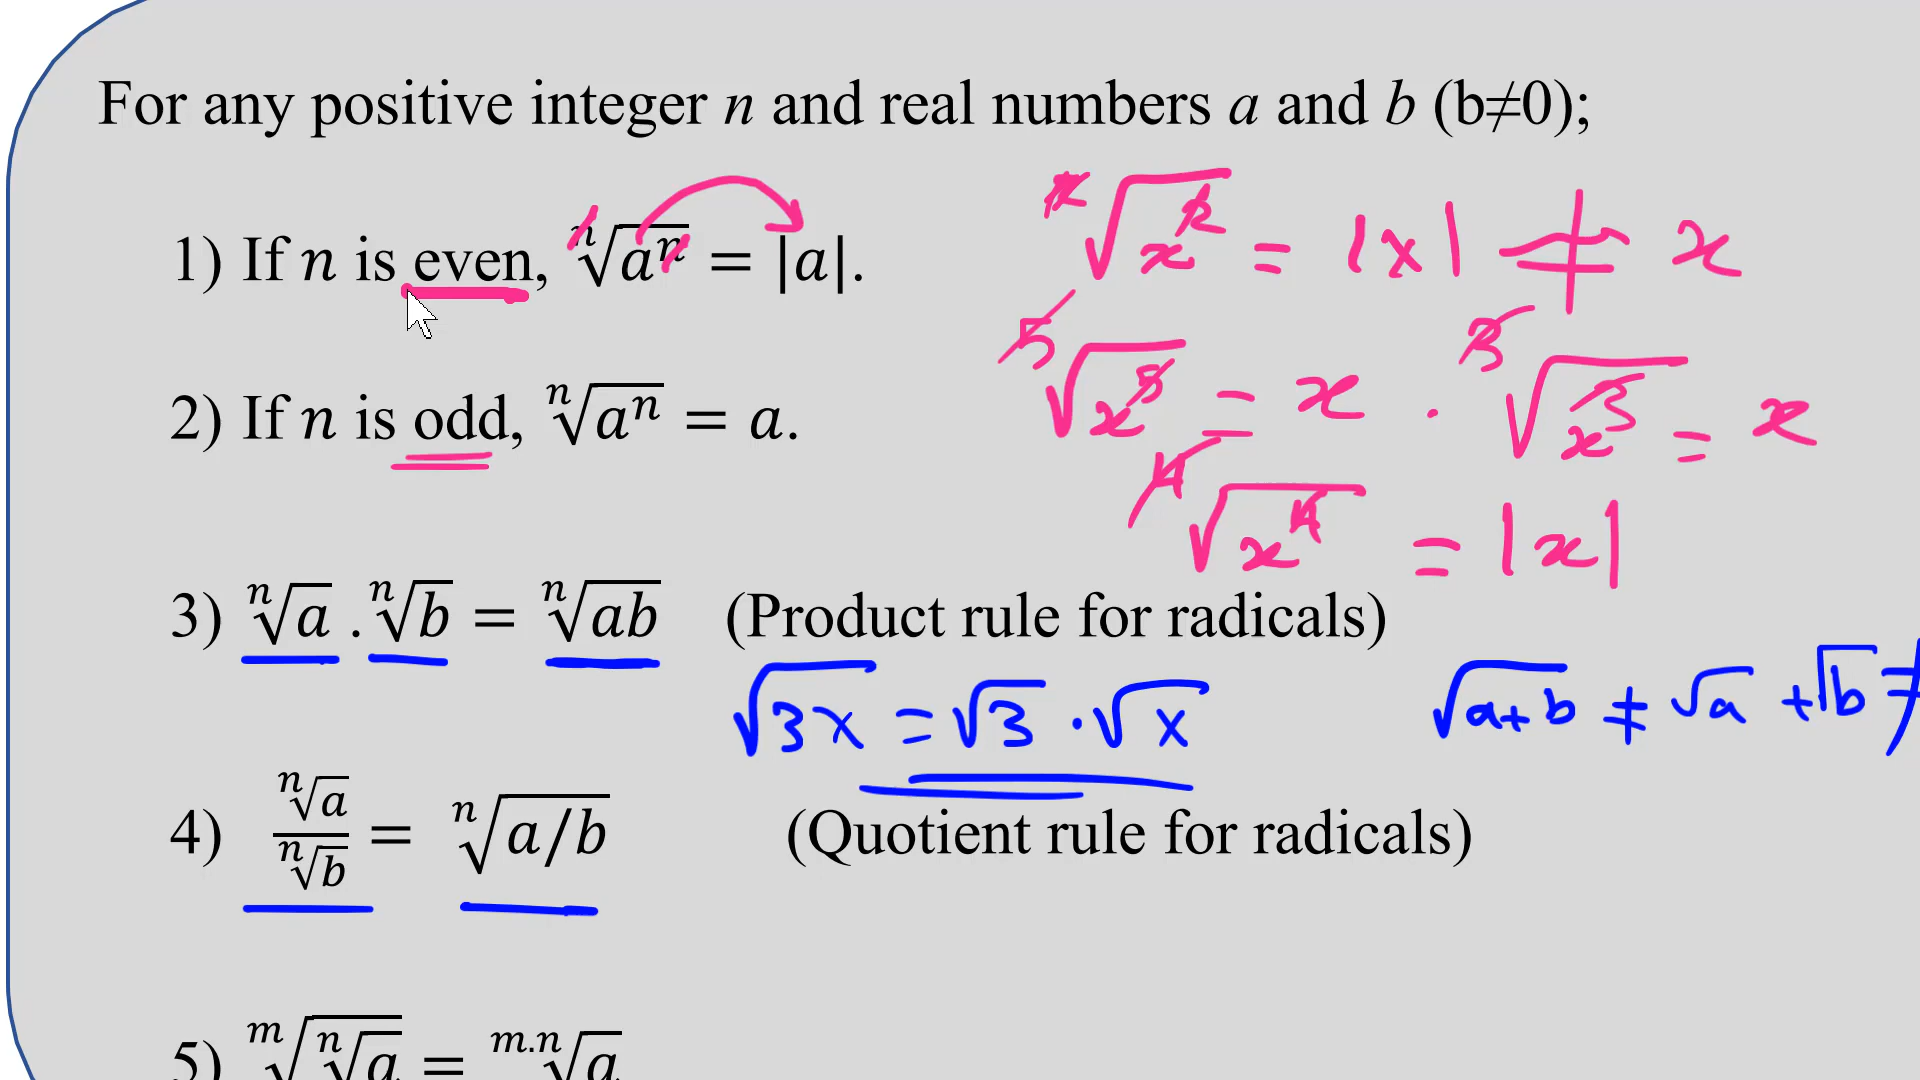 For any positive integer n and real numbers a and b (b≠0);
1) If n is even, ⁿ√aⁿ = |a|.
²√x² = |x| ≠ x
2) If n is odd, ⁿ√aⁿ = a.
⁵√x⁵ = x . ³√x³ = x
⁴√x⁴ = |x|
3) ⁿ√a . ⁿ√b = ⁿ√ab (Product rule for radicals)
√3x = √3 · √x
√a+b ≠ √a + √b ≠
4) ⁿ√a / ⁿ√b = ⁿ√a/b (Quotient rule for radicals)
5) ᵐ√ⁿ√a = ᵐ·ⁿ√a